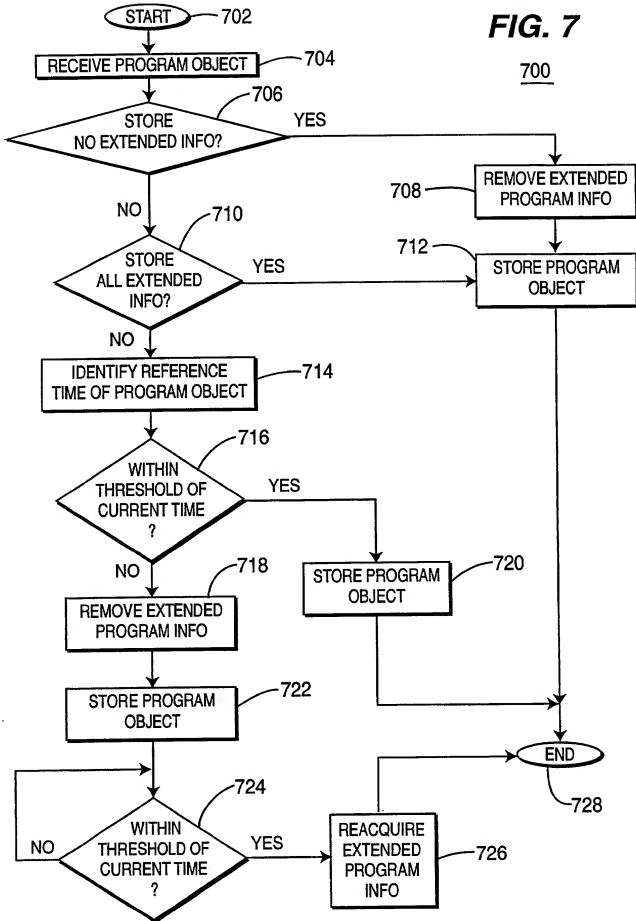 START
702
FIG. 7
700
RECEIVE PROGRAM OBJECT
704
706
STORE
NO EXTENDED INFO?
YES
NO
708
REMOVE EXTENDED
PROGRAM INFO
710
712
STORE
ALL EXTENDED
INFO?
YES
STORE PROGRAM
OBJECT
NO
IDENTIFY REFERENCE
TIME OF PROGRAM OBJECT
714
716
WITHIN
THRESHOLD OF
CURRENT TIME
?
YES
NO
718
STORE PROGRAM
OBJECT
720
REMOVE EXTENDED
PROGRAM INFO
STORE PROGRAM
OBJECT
722
END
728
724
WITHIN
THRESHOLD OF
CURRENT TIME
?
NO
YES
REACQUIRE
EXTENDED
PROGRAM
INFO
726